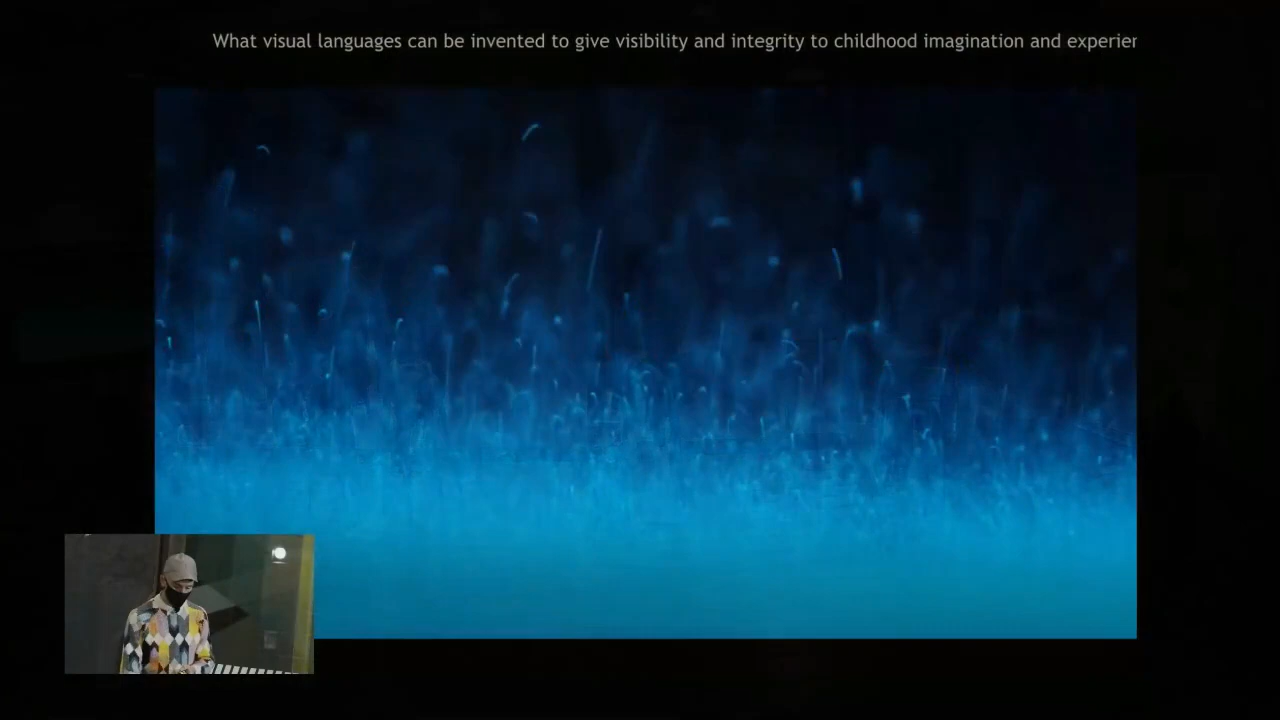 What visual languages can be invented to give visibility and integrity to childhood imagination and experier